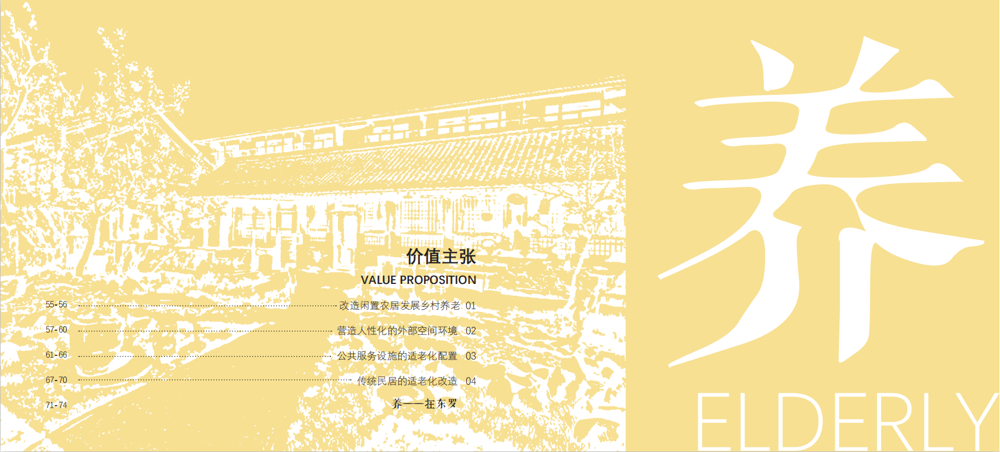 价值主张
VALUE PROPOSITION
55-56 改造闲置农居发展乡村养老 01
57-60 营造人性化的外部空间环境 02
61-66 公共服务设施的适老化配置 03
67-70 传统民居的适老化改造 04
71-74 养——在东罗
养
ELDERLY